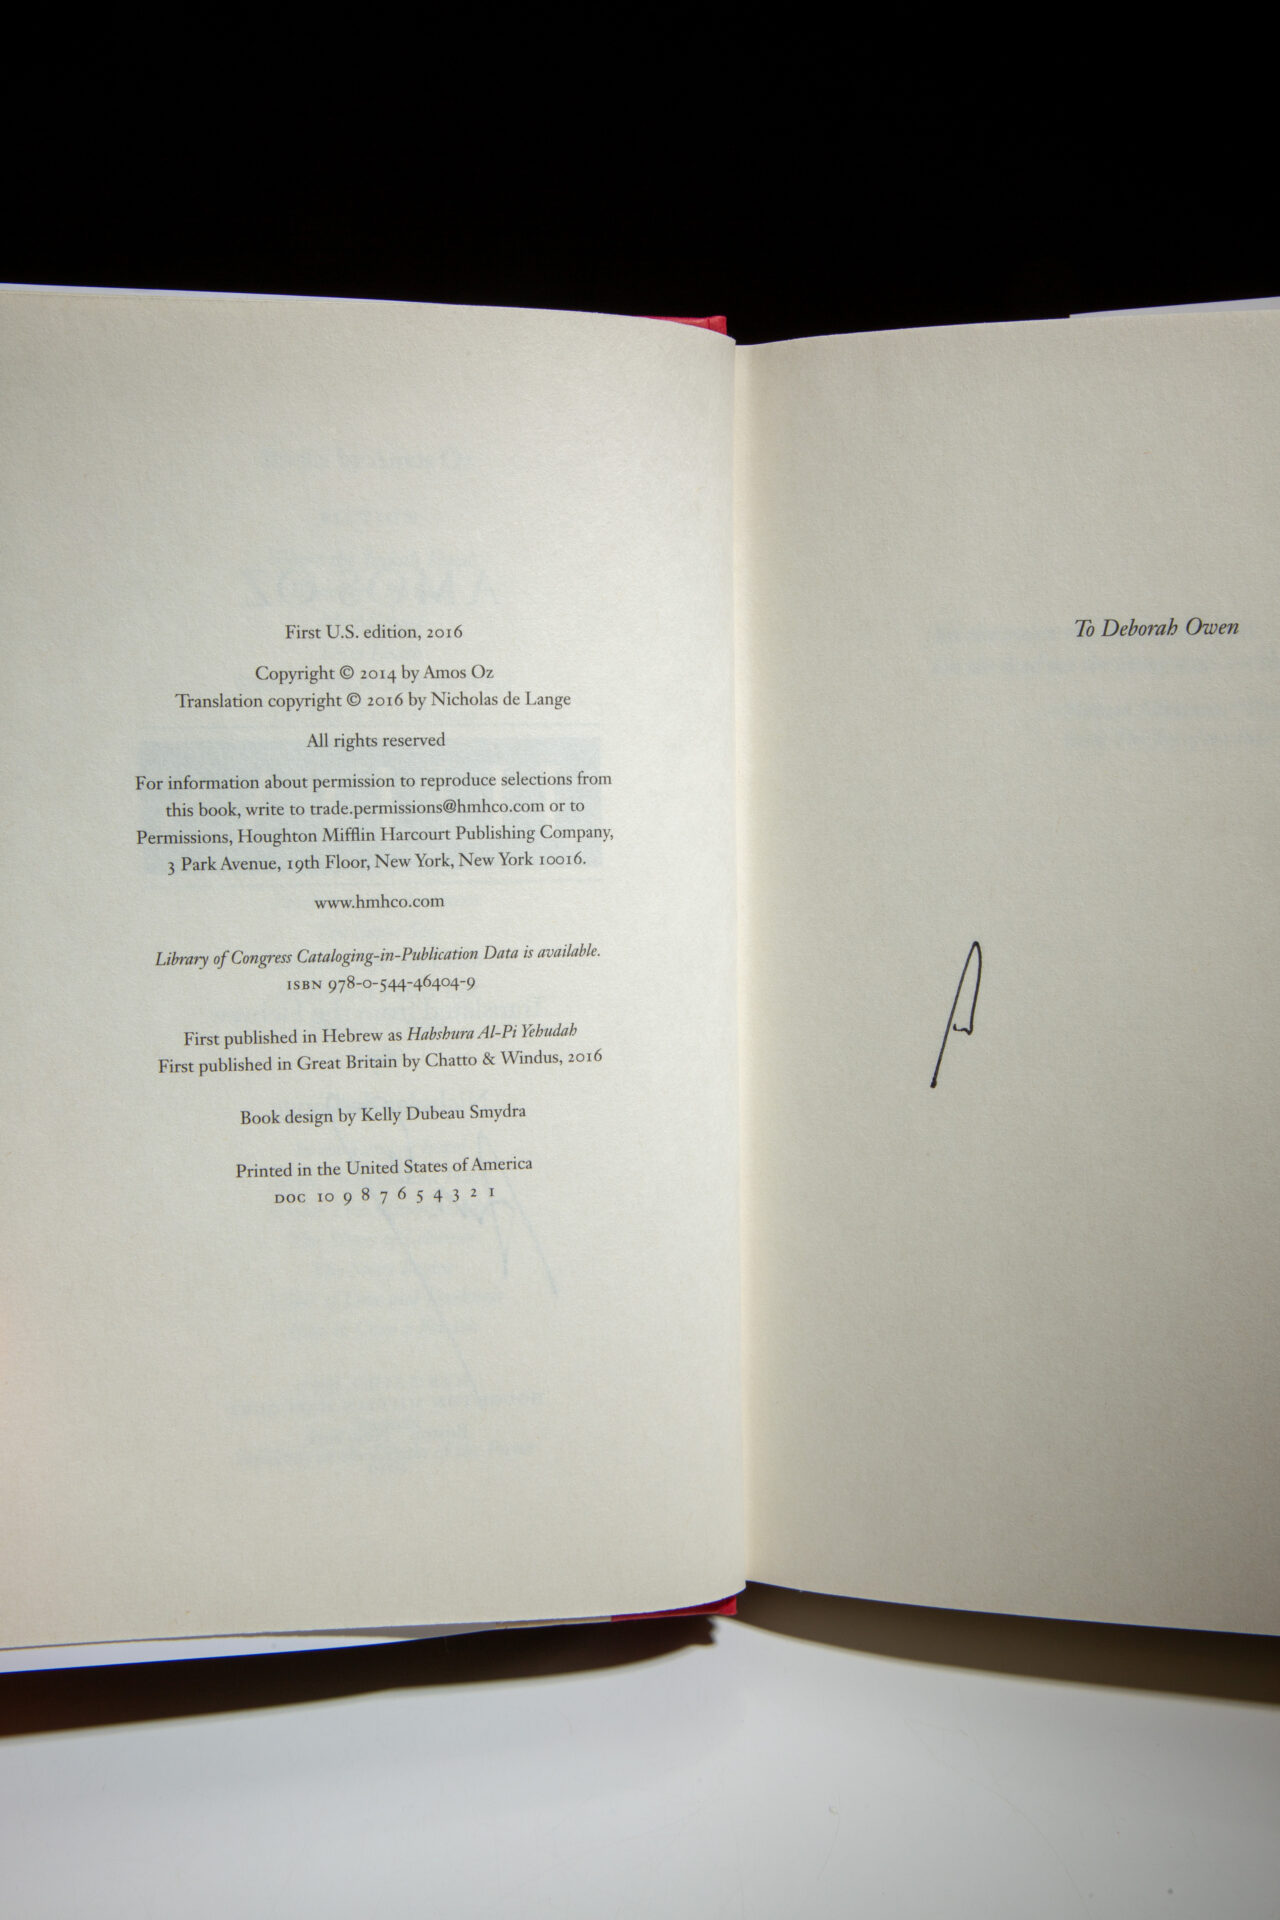 First U.S. edition, 2016
Copyright © 2014 by Amos Oz
Translation copyright © 2016 by Nicholas de Lange
All rights reserved
For information about permission to reproduce selections from
this book, write to trade.permissions@hmhco.com or to
Permissions, Houghton Mifflin Harcourt Publishing Company,
3 Park Avenue, 19th Floor, New York, New York 10016.
www.hmhco.com
Library of Congress Cataloging-in-Publication Data is available.
ISBN 978-0-544-46404-9
First published in Hebrew as Habshura Al-Pi Yehudah
First published in Great Britain by Chatto & Windus, 2016
Book design by Kelly Dubeau Smydra
Printed in the United States of America
DOC 10 9 8 7 6 5 4 3 2 1
To Deborah Owen